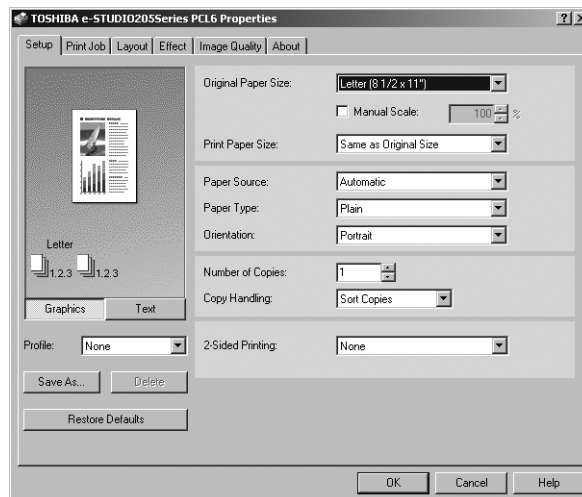 TOSHIBA e-STUDIO205Series PCL6 Properties
Setup Print Job Layout Effect Image Quality About
Original Paper Size: Letter (8 1/2 x 11")
Manual Scale: 100 %
Print Paper Size: Same as Original Size
Paper Source: Automatic
Paper Type: Plain
Orientation: Portrait
Letter
1.2.3 1.2.3
Number of Copies: 1
Copy Handling: Sort Copies
Graphics Text
Profile: None
2-Sided Printing: None
Save As... Delete
Restore Defaults
OK Cancel Help